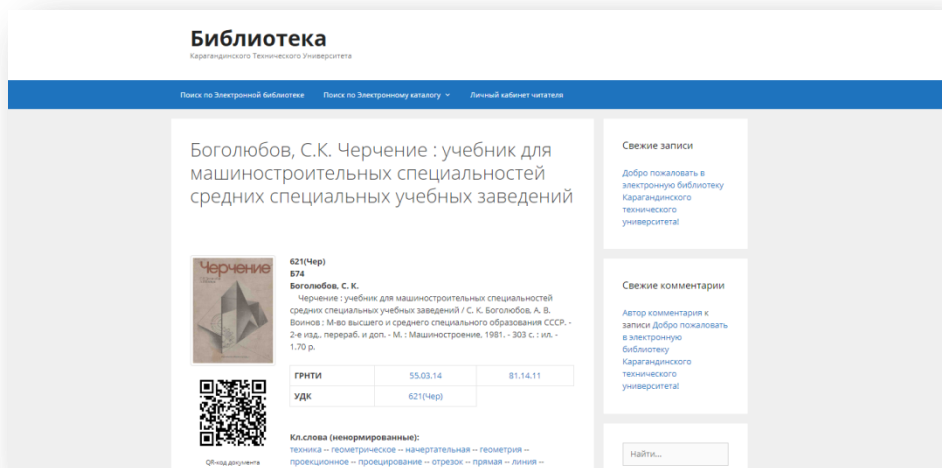 Библиотека
Карагандинского Технического Университета
Поиск по Электронной библиотеке
Поиск по Электронному каталогу
Личный кабинет читателя
Боголюбов, С.К. Черчение : учебник для
машиностроительных специальностей
средних специальных учебных заведений
Черчение
621(Чер)
Б74
Боголюбов, С. К.
Черчение : учебник для машиностроительных специальностей
средних специальных учебных заведений / С. К. Боголюбов, А. В.
Воинов ; М-во высшего и среднего специального образования СССР. -
2-е изд., перераб. и доп. - М. : Машиностроение, 1981. - 303 с. : ил. -
1.70 р.
ГРНТИ 55.03.14 81.14.11
УДК 621(Чер)
QR-код документа
Кл.слова (ненормированные):
техника -- геометрическое -- начертательная -- геометрия --
проекционное -- проецирование -- отрезок -- прямая -- линия --
Свежие записи
Добро пожаловать в
электронную библиотеку
Карагандинского
технического
университета!
Свежие комментарии
Автор комментария к
записи Добро пожаловать
в электронную
библиотеку
Карагандинского
технического
университета!
Найти...